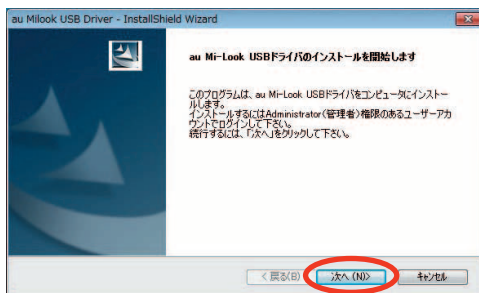 au Milook USB Driver - InstallShield Wizard
au Mi-Look USBドライバのインストールを開始します
このプログラムは、au Mi-Look USBドライバをコンピュータにインストー
ルします。
インストールするにはAdministrator(管理者)権限のあるユーザーアカ
ウントでログインして下さい。
続行するには、「次へ」をクリックして下さい。
< 戻る(B)
次へ (N)>
キャンセル